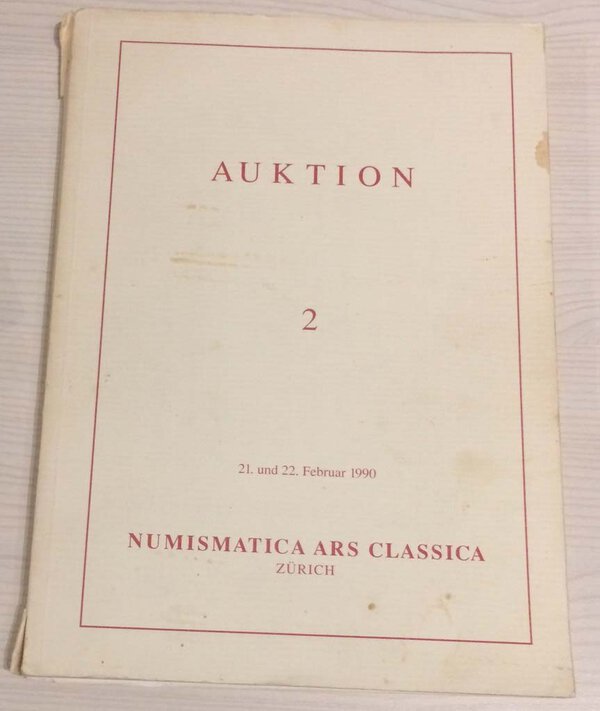 AUKTION
2
21. und 22. Februar 1990
NUMISMATICA ARS CLASSICA
ZÜRICH